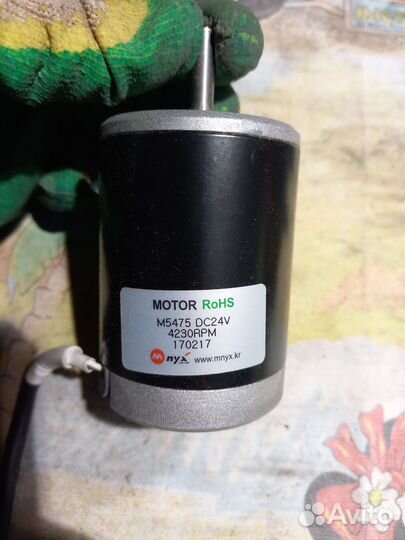 MOTOR RoHS
M5475 DC24V
4230RPM
170217
mnyx www.mnyx.kr
Avito